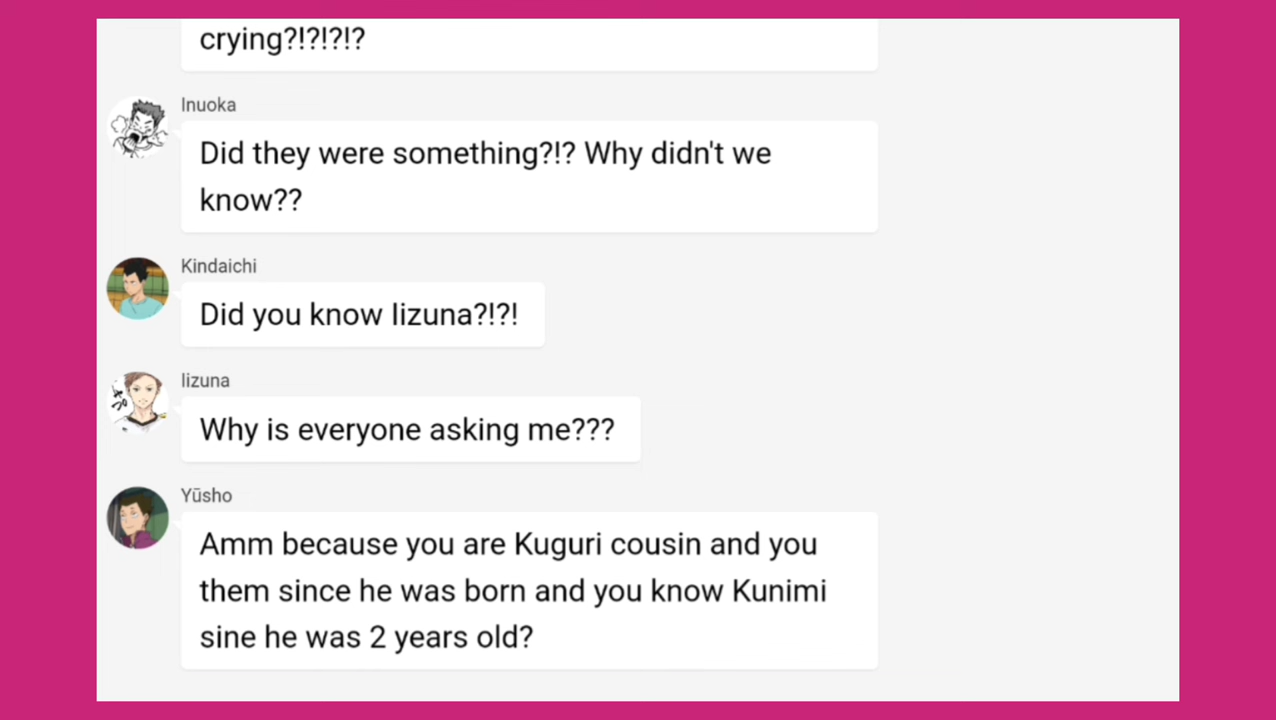 crying?!?!?!?
Inuoka
Did they were something?!? Why didn't we
know??
Kindaichi
Did you know Iizuna?!?!
Iizuna
Why is everyone asking me???
Yūsho
Amm because you are Kuguri cousin and you
them since he was born and you know Kunimi
sine he was 2 years old?